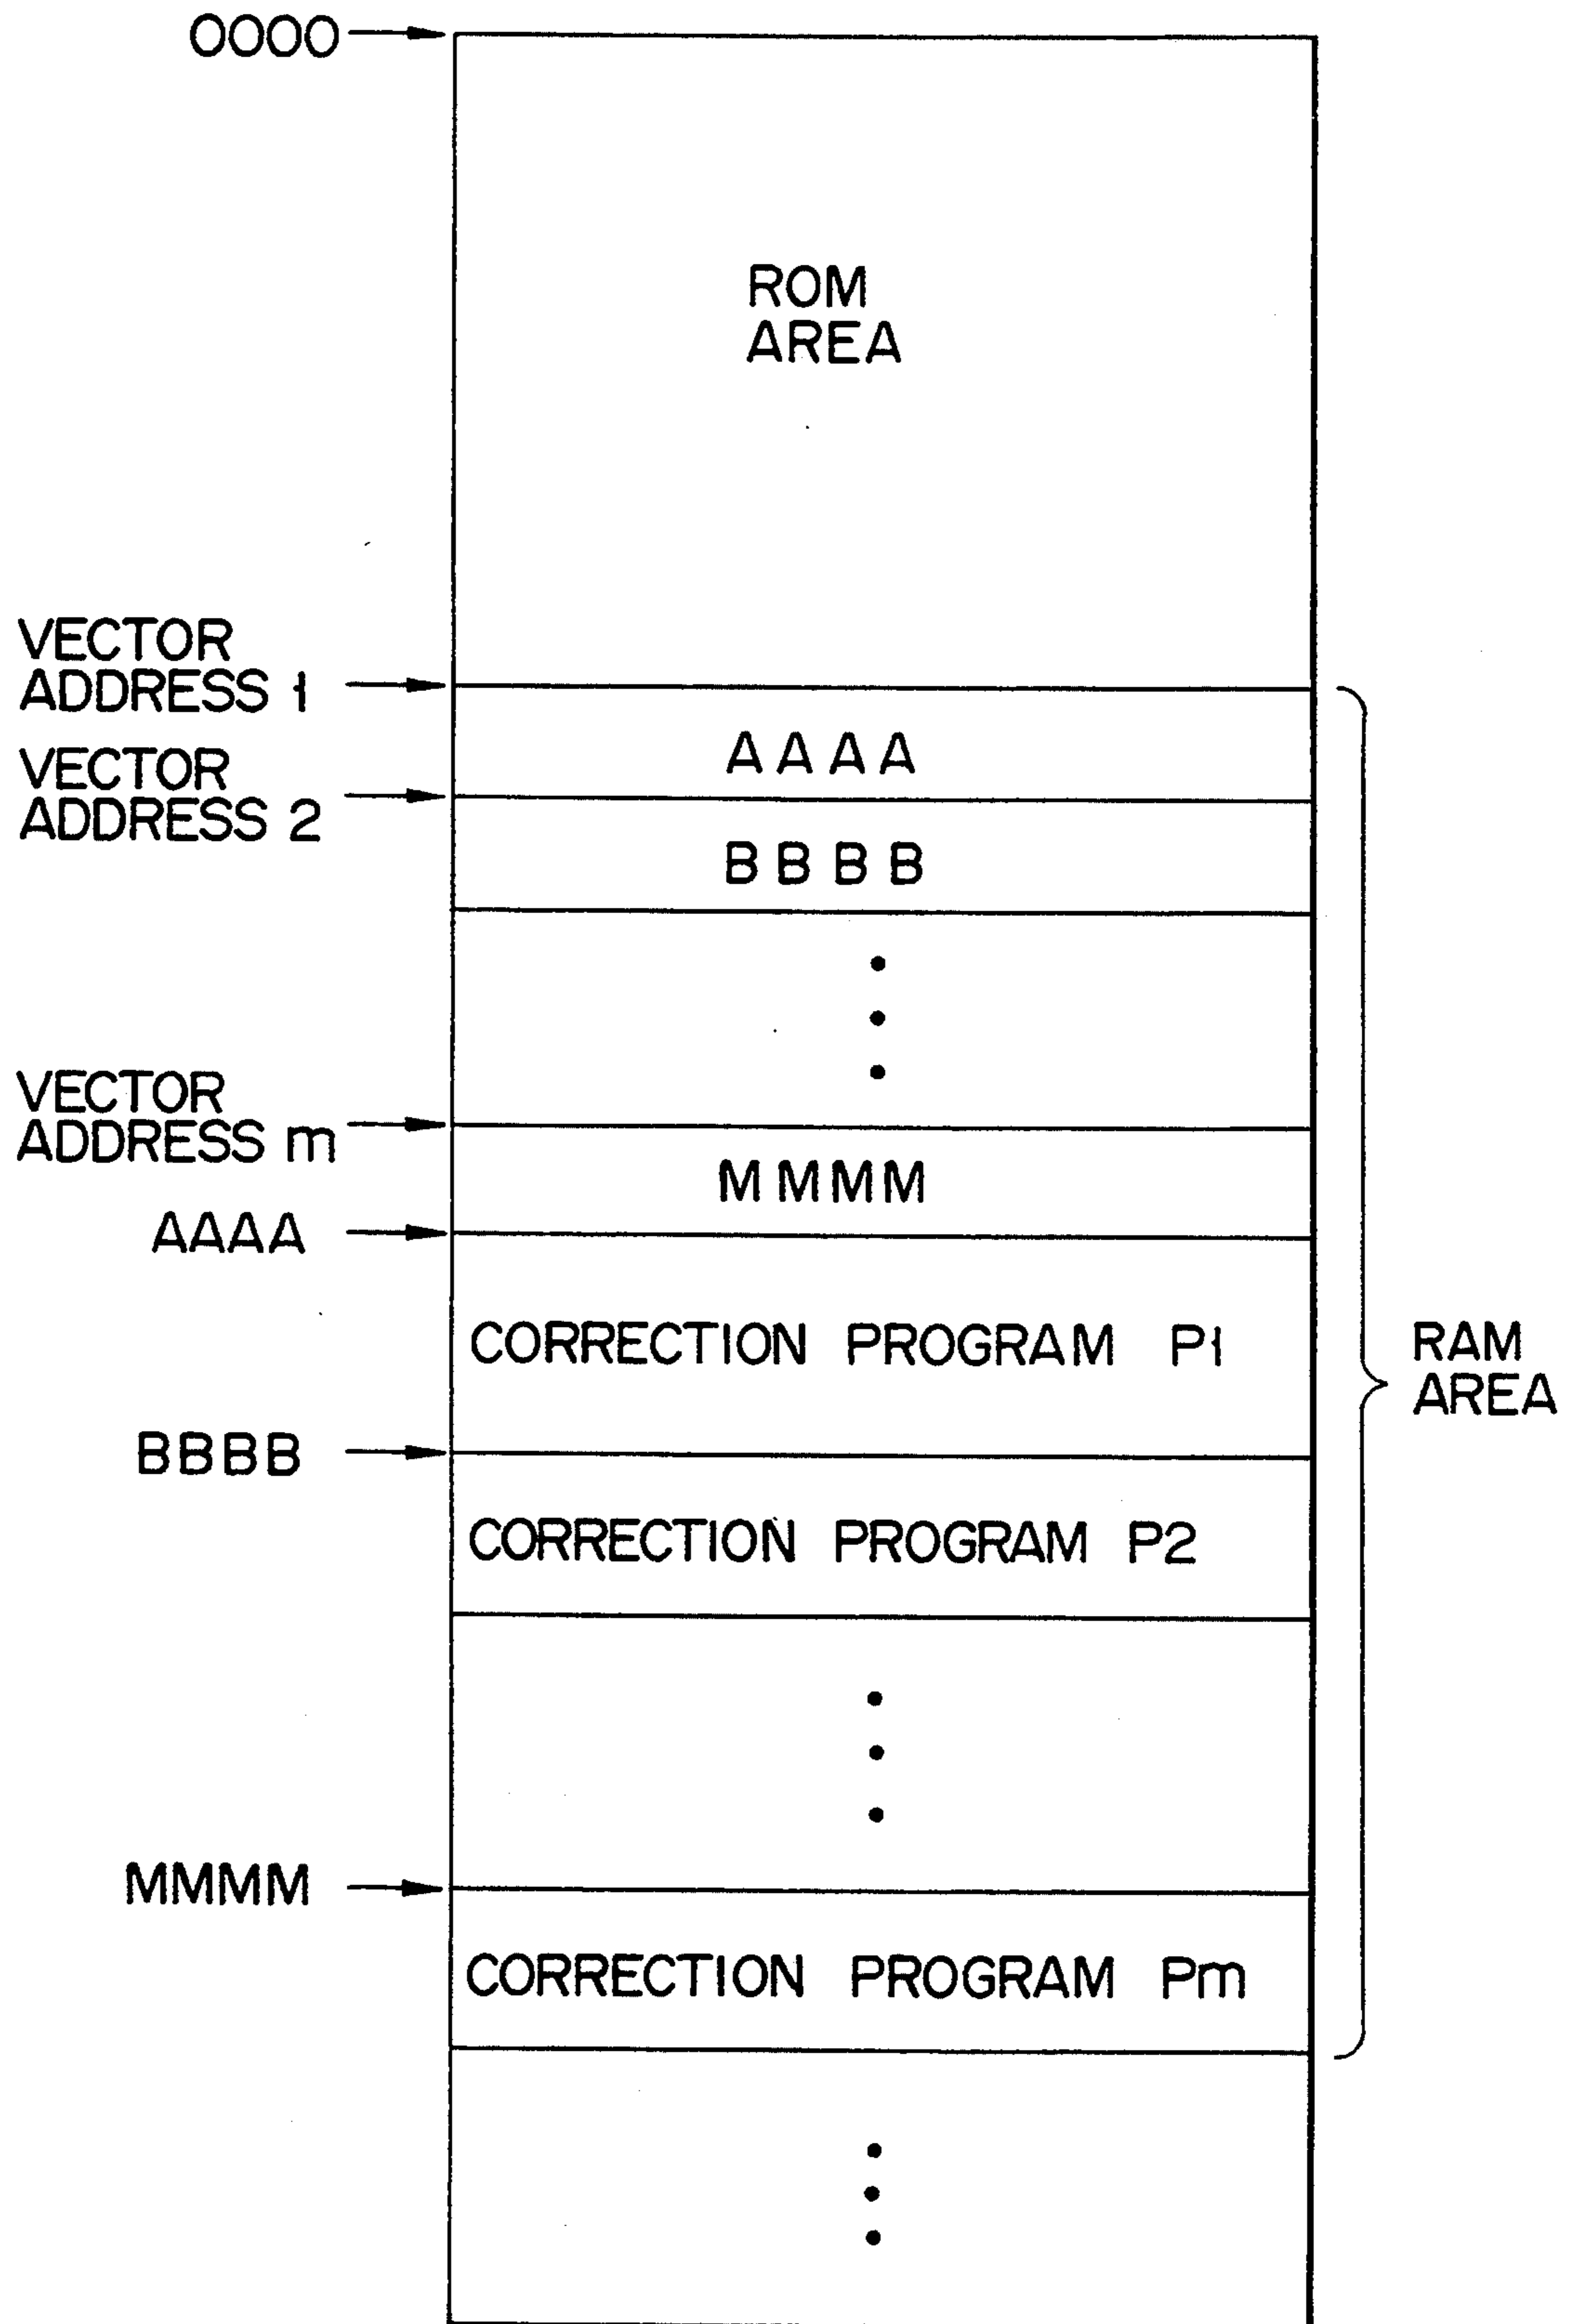 0000
ROM
AREA
VECTOR
ADDRESS 1
AAAA
VECTOR
ADDRESS 2
BBBB
VECTOR
ADDRESS m
MMMM
AAAA
CORRECTION PROGRAM P1
RAM
AREA
BBBB
CORRECTION PROGRAM P2
MMMM
CORRECTION PROGRAM Pm